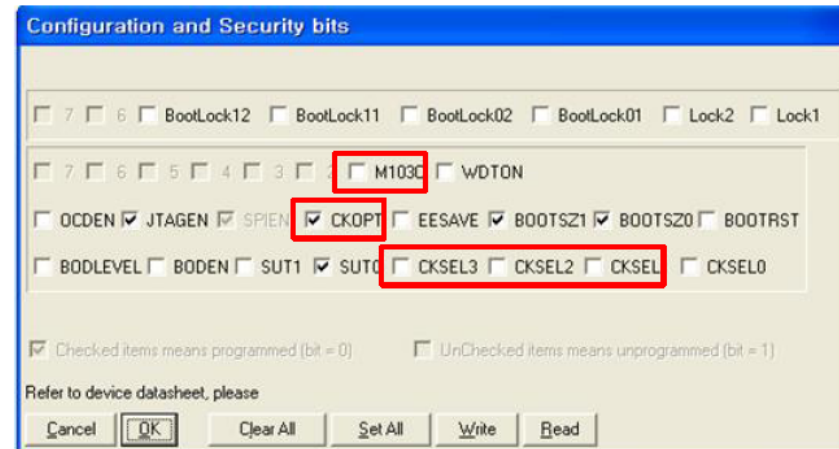 Configuration and Security bits
7 6 BootLock12 BootLock11 BootLock02 BootLock01 Lock2 Lock1
7 6 5 4 3 2 M103C WDTON
OCDEN JTAGEN SPIEN CKOPT EESAVE BOOTSZ1 BOOTSZ0 BOOTRST
BODLEVEL BODEN SUT1 SUT0 CKSEL3 CKSEL2 CKSEL CKSEL0
Checked items means programmed (bit = 0) UnChecked items means unprogrammed (bit = 1)
Refer to device datasheet, please
Cancel OK Clear All Set All Write Read